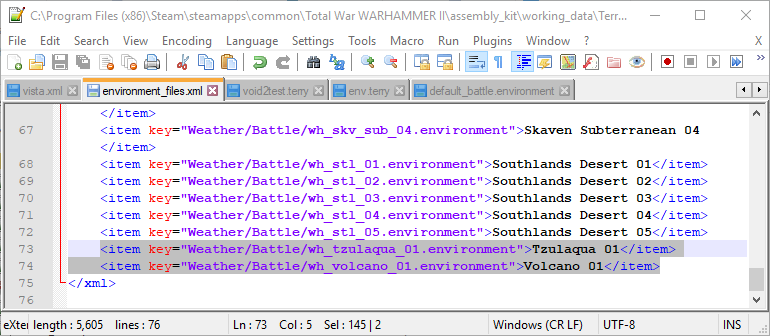 C:\Program Files (x86)\Steam\steamapps\common\Total War WARHAMMER II\assembly_kit\working_data\Terr...
File Edit Search View Encoding Language Settings Tools Macro Run Plugins Window ? X
vista.xml environment_files.xml void2test.terry env.terry default_battle.environment
</item>
67 <item key="Weather/Battle/wh_skv_sub_04.environment">Skaven Subterranean 04
</item>
68 <item key="Weather/Battle/wh_stl_01.environment">Southlands Desert 01</item>
69 <item key="Weather/Battle/wh_stl_02.environment">Southlands Desert 02</item>
70 <item key="Weather/Battle/wh_stl_03.environment">Southlands Desert 03</item>
71 <item key="Weather/Battle/wh_stl_04.environment">Southlands Desert 04</item>
72 <item key="Weather/Battle/wh_stl_05.environment">Southlands Desert 05</item>
73 <item key="Weather/Battle/wh_tzulaqua_01.environment">Tzulaqua 01</item>
74 <item key="Weather/Battle/wh_volcano_01.environment">Volcano 01</item>
75 </xml>
76
eXter length : 5,605 lines : 76 Ln : 73 Col : 5 Sel : 145 | 2 Windows (CR LF) UTF-8 INS